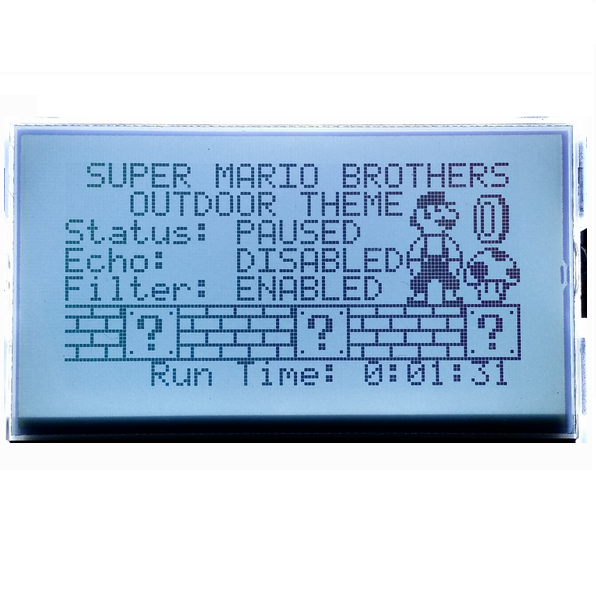 SUPER MARIO BROTHERS
OUTDOOR THEME
Status: PAUSED
Echo: DISABLED
Filter: ENABLED
? ? ?
Run Time: 0:01:31